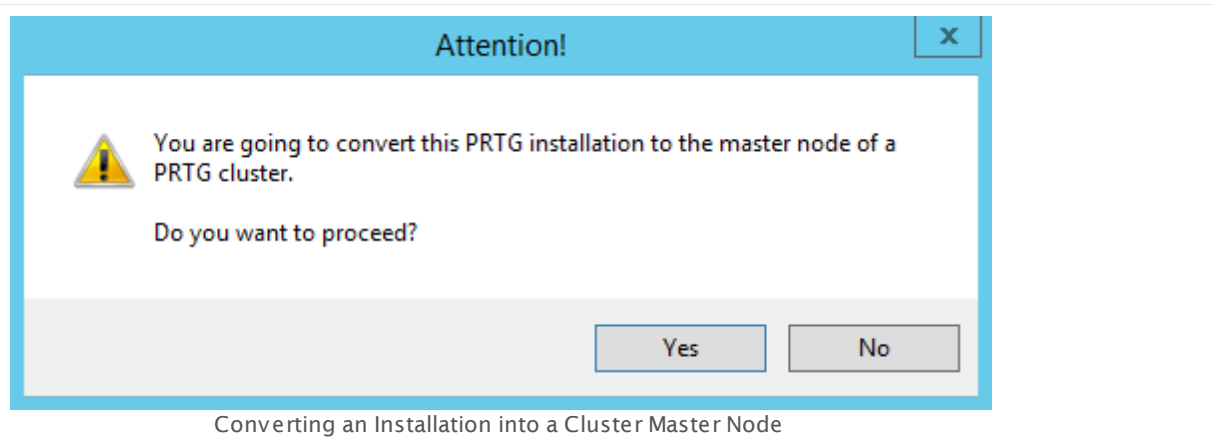 Attention!
x
You are going to convert this PRTG installation to the master node of a
PRTG cluster.
Do you want to proceed?
Yes
No
Converting an Installation into a Cluster Master Node